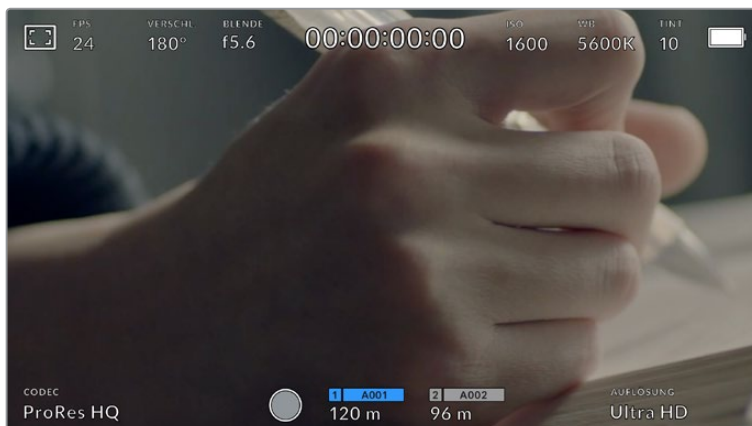 FPS VERSCHL. BLENDE ISO WB TINT
24 180° f5.6 00:00:00:00 1600 5600K 10
CODEC 1 A001 2 A002 AUFLÖSUNG
ProRes HQ 120 m 96 m Ultra HD